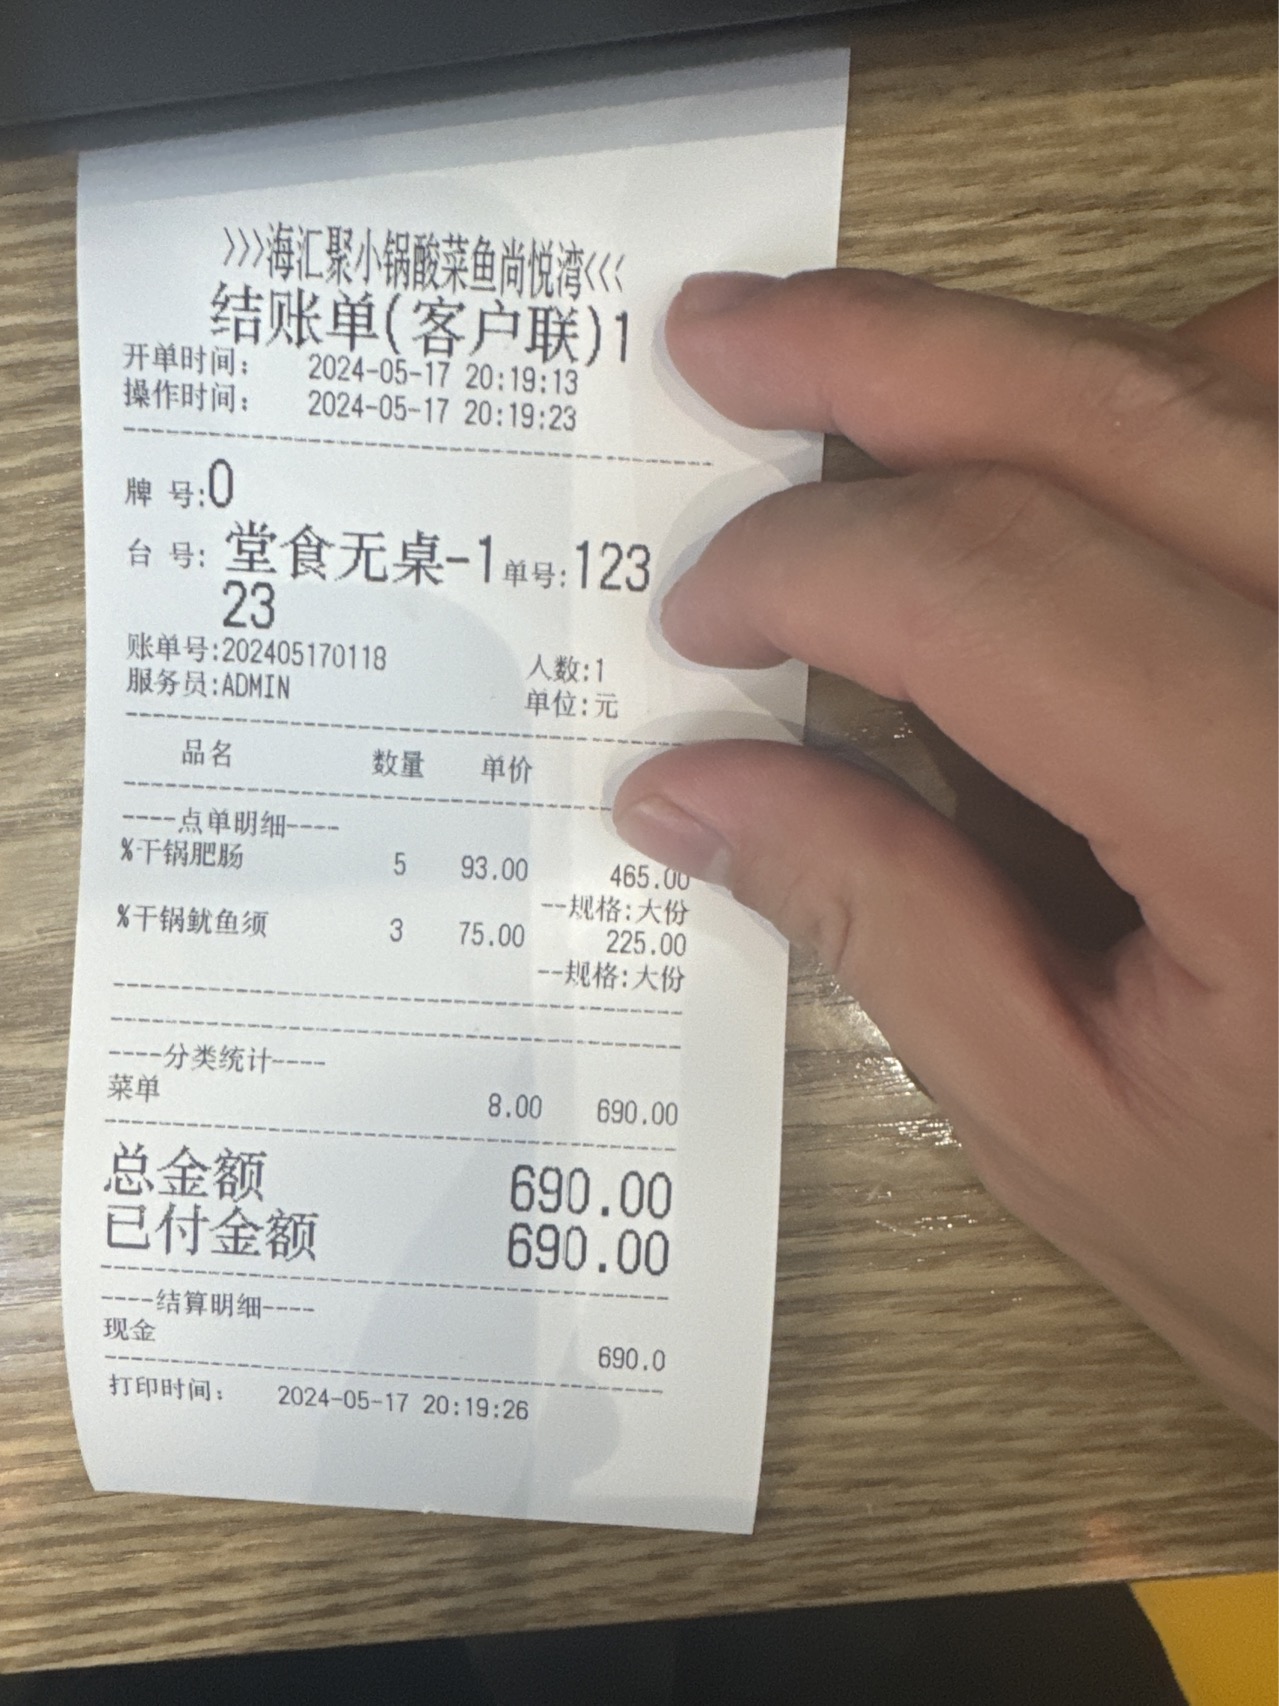 >>>海汇聚小锅酸菜鱼尚悦湾<<<
结账单(客户联)1
开单时间: 2024-05-17 20:19:13
操作时间: 2024-05-17 20:19:23
牌 号:0
台 号: 堂食无桌-1 单号:123
23
账单号:202405170118 人数:1
服务员:ADMIN 单位:元
品名 数量 单价
----点单明细----
%干锅肥肠 5 93.00 465.00
--规格:大份
%干锅鱿鱼须 3 75.00 225.00
--规格:大份
----分类统计----
菜单 8.00 690.00
总金额 690.00
已付金额 690.00
----结算明细----
现金 690.0
打印时间: 2024-05-17 20:19:26